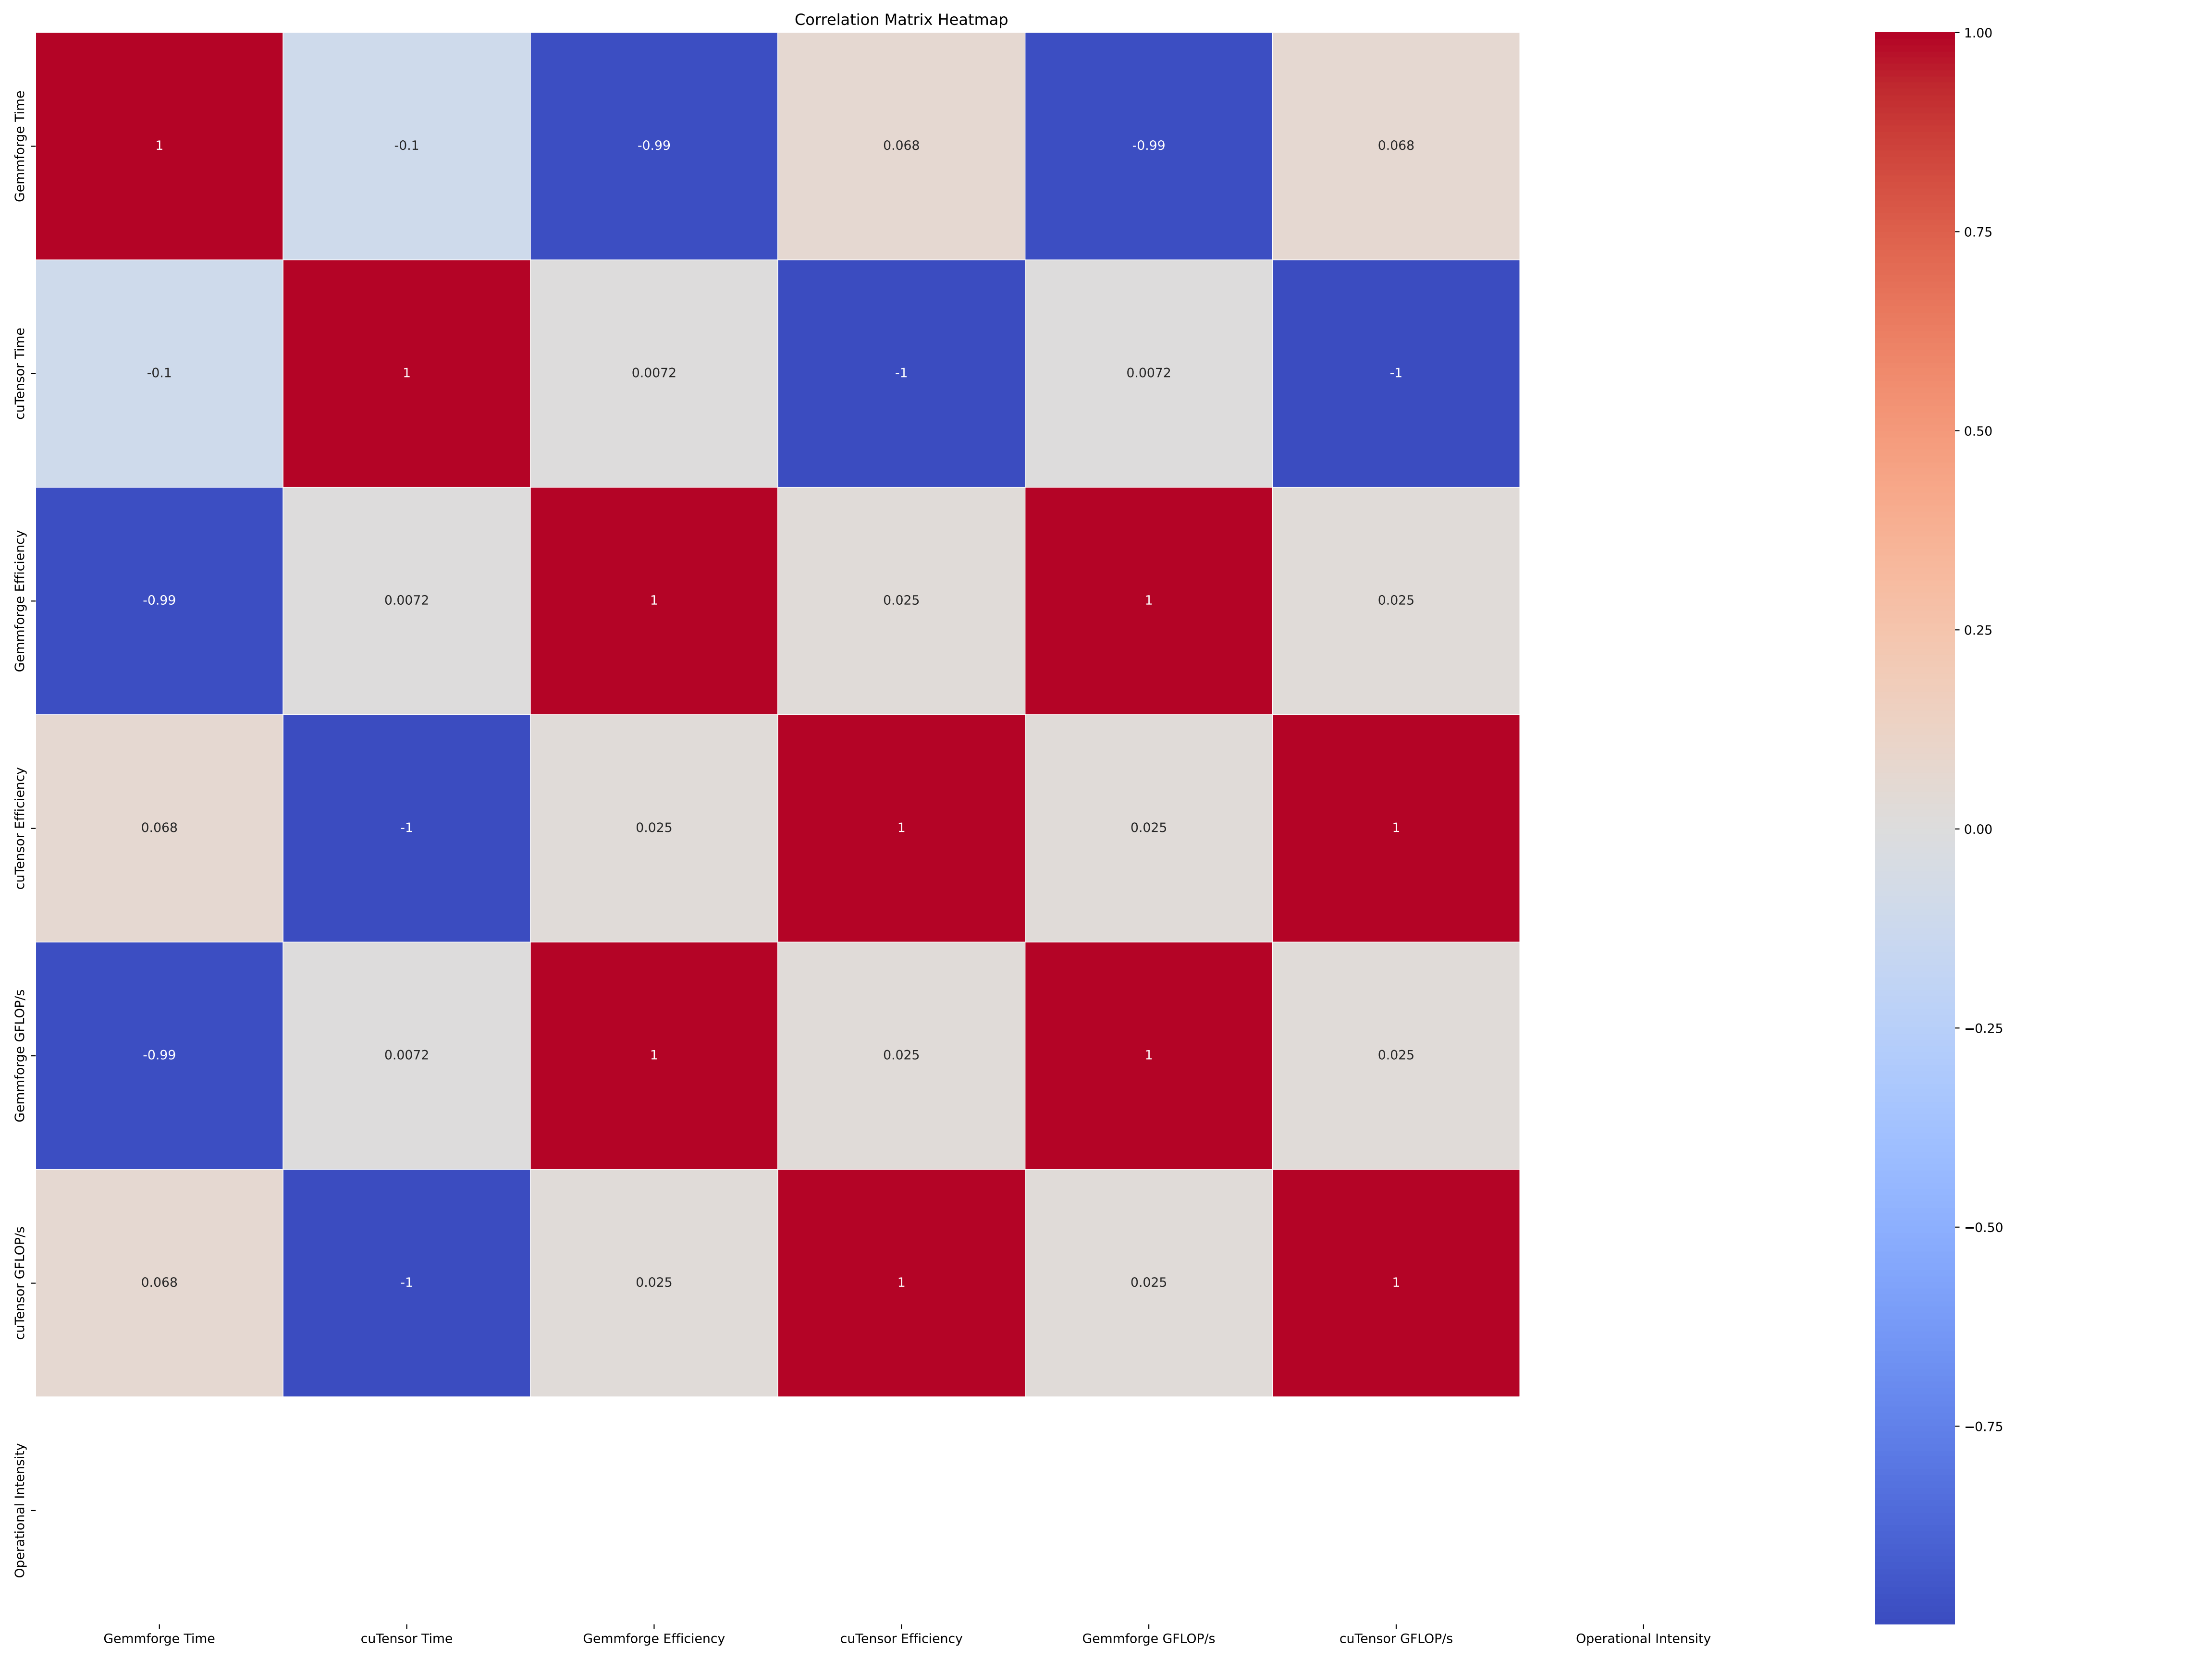 Correlation Matrix Heatmap
Gemmforge Time
1 -0.1 -0.99 0.068 -0.99 0.068
cuTensor Time
-0.1 1 0.0072 -1 0.0072 -1
Gemmforge Efficiency
-0.99 0.0072 1 0.025 1 0.025
cuTensor Efficiency
0.068 -1 0.025 1 0.025 1
Gemmforge GFLOP/s
-0.99 0.0072 1 0.025 1 0.025
cuTensor GFLOP/s
0.068 -1 0.025 1 0.025 1
Operational Intensity
Gemmforge Time cuTensor Time Gemmforge Efficiency cuTensor Efficiency Gemmforge GFLOP/s cuTensor GFLOP/s Operational Intensity
1.00
0.75
0.50
0.25
0.00
−0.25
−0.50
−0.75